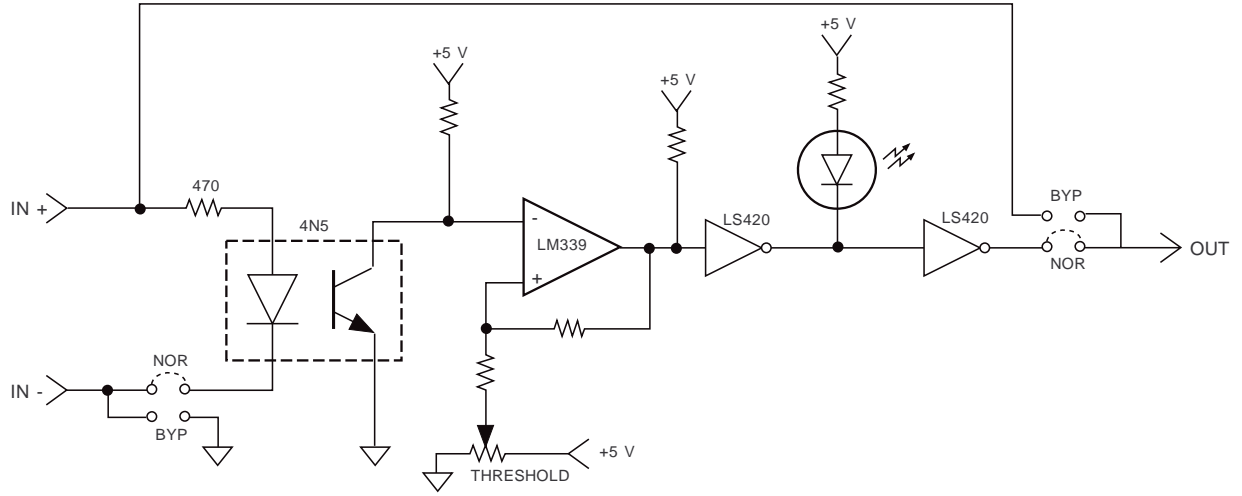 +5 V
+5 V
+5 V
470
IN +
4N5
LM339
-
+
LS420
LS420
BYP
OUT
NOR
NOR
IN -
BYP
+5 V
THRESHOLD